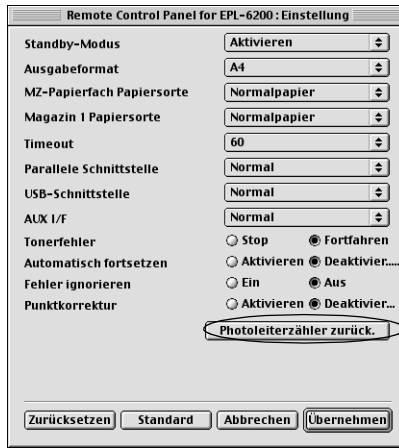 Remote Control Panel for EPL-6200 : Einstellung
Standby-Modus Aktivieren
Ausgabeformat A4
MZ-Papierfach Papiersorte Normalpapier
Magazin 1 Papiersorte Normalpapier
Timeout 60
Parallele Schnittstelle Normal
USB-Schnittstelle Normal
AUX I/F Normal
Tonerfehler Stop Fortfahren
Automatisch fortsetzen Aktivieren Deaktivier.....
Fehler ignorieren Ein Aus
Punktkorrektur Aktivieren Deaktivier...
Photoleiterzähler zurück.
Zurücksetzen Standard Abbrechen Übernehmen